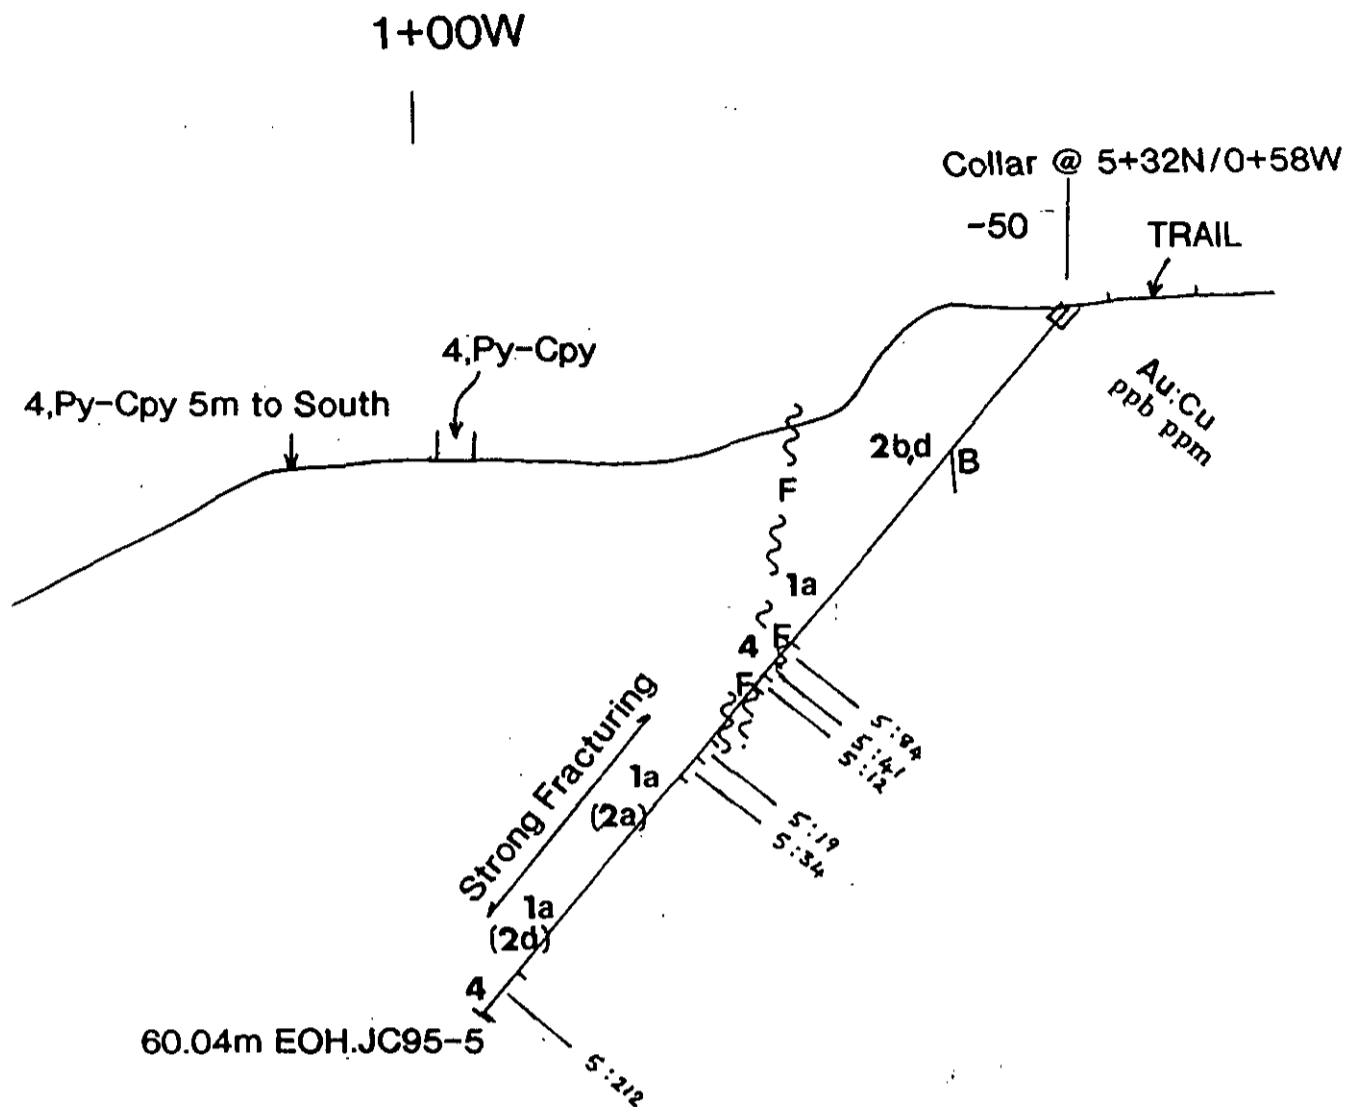 1+00W
Collar @ 5+32N/0+58W
-50
TRAIL
4,Py-Cpy
4,Py-Cpy 5m to South
Au:Cu
ppb ppm
2b,d
B
F
1a
F
4
F
5:84
5:41
5:12
Strong Fracturing
1a
(2a)
5:19
5:34
1a
(2d)
4
60.04m EOH.JC95-5
5:212